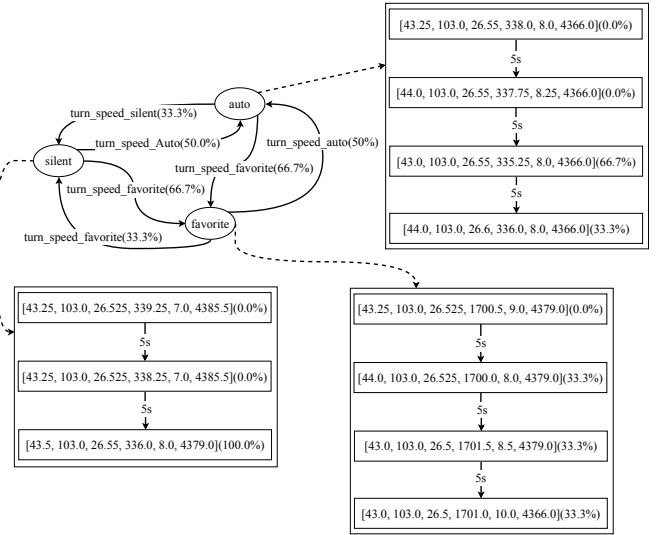 [43.25, 103.0, 26.55, 338.0, 8.0, 4366.0](0.0%)
5s
[44.0, 103.0, 26.55, 337.75, 8.25, 4366.0](0.0%)
5s
[43.0, 103.0, 26.55, 335.25, 8.0, 4366.0](66.7%)
5s
[44.0, 103.0, 26.6, 336.0, 8.0, 4366.0](33.3%)
auto
turn_speed_silent(33.3%)
turn_speed_Auto(50.0%)
turn_speed_auto(50%)
silent
turn_speed_favorite(66.7%)
turn_speed_favorite(66.7%)
favorite
turn_speed_favorite(33.3%)
[43.25, 103.0, 26.525, 339.25, 7.0, 4385.5](0.0%)
5s
[43.25, 103.0, 26.525, 338.25, 7.0, 4385.5](0.0%)
5s
[43.5, 103.0, 26.55, 336.0, 8.0, 4379.0](100.0%)
[43.25, 103.0, 26.525, 1700.5, 9.0, 4379.0](0.0%)
5s
[44.0, 103.0, 26.525, 1700.0, 8.0, 4379.0](33.3%)
5s
[43.0, 103.0, 26.5, 1701.5, 8.5, 4379.0](33.3%)
5s
[43.0, 103.0, 26.5, 1701.0, 10.0, 4366.0](33.3%)